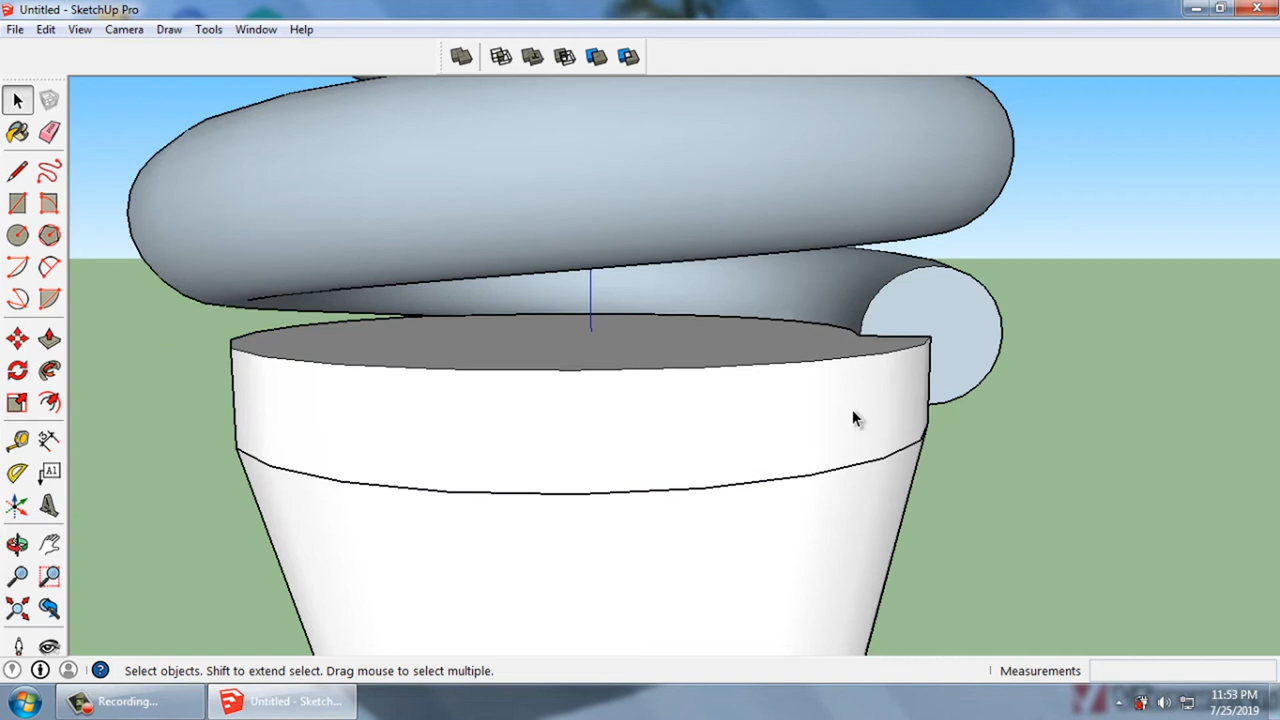 Untitled - SketchUp Pro
File Edit View Camera Draw Tools Window Help
A1
Select objects. Shift to extend select. Drag mouse to select multiple.
Measurements
Recording...
Untitled - Sketch...
11:53 PM
7/25/2019